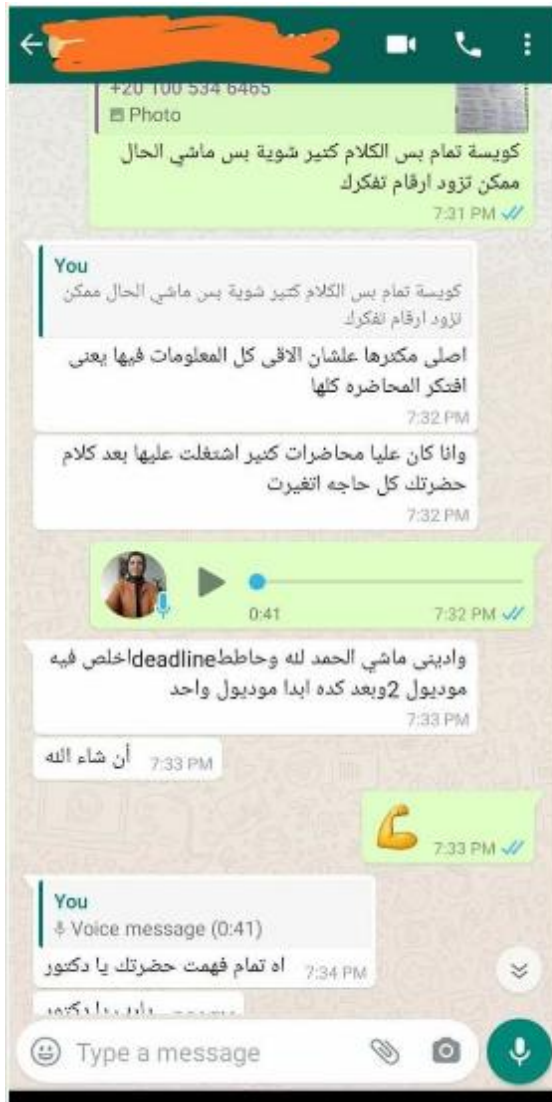 +20 100 534 6465
Photo
كويسة تمام بس الكلام كتير شوية بس ماشي الحال
ممكن تزود ارقام تفكرك
7:31 PM
You
كويسة تمام بس الكلام كتير شوية بس ماشي الحال ممكن
تزود ارقام تفكرك
اصلى مكترها علشان الاقى كل المعلومات فيها يعنى
افتكر المحاضره كلها
7:32 PM
وانا كان عليا محاضرات كتير اشتغلت عليها بعد كلام
حضرتك كل حاجه اتغيرت
7:32 PM
0:41
7:32 PM
وادينى ماشي الحمد لله وحاططdeadlineاخلص فيه
موديول 2وبعد كده ابدا موديول واحد
7:33 PM
أن شاء الله 7:33 PM
7:33 PM
You
Voice message (0:41)
اه تمام فهمت حضرتك يا دكتور 7:34 PM
يا دكتور
Type a message